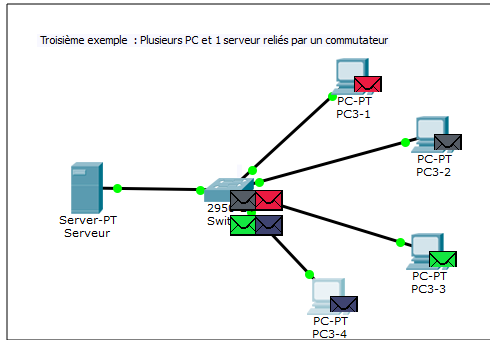 Troisième exemple : Plusieurs PC et 1 serveur reliés par un commutateur
PC-PT
PC3-1
PC-PT
PC3-2
Server-PT
Serveur
PC-PT
PC3-3
PC-PT
PC3-4